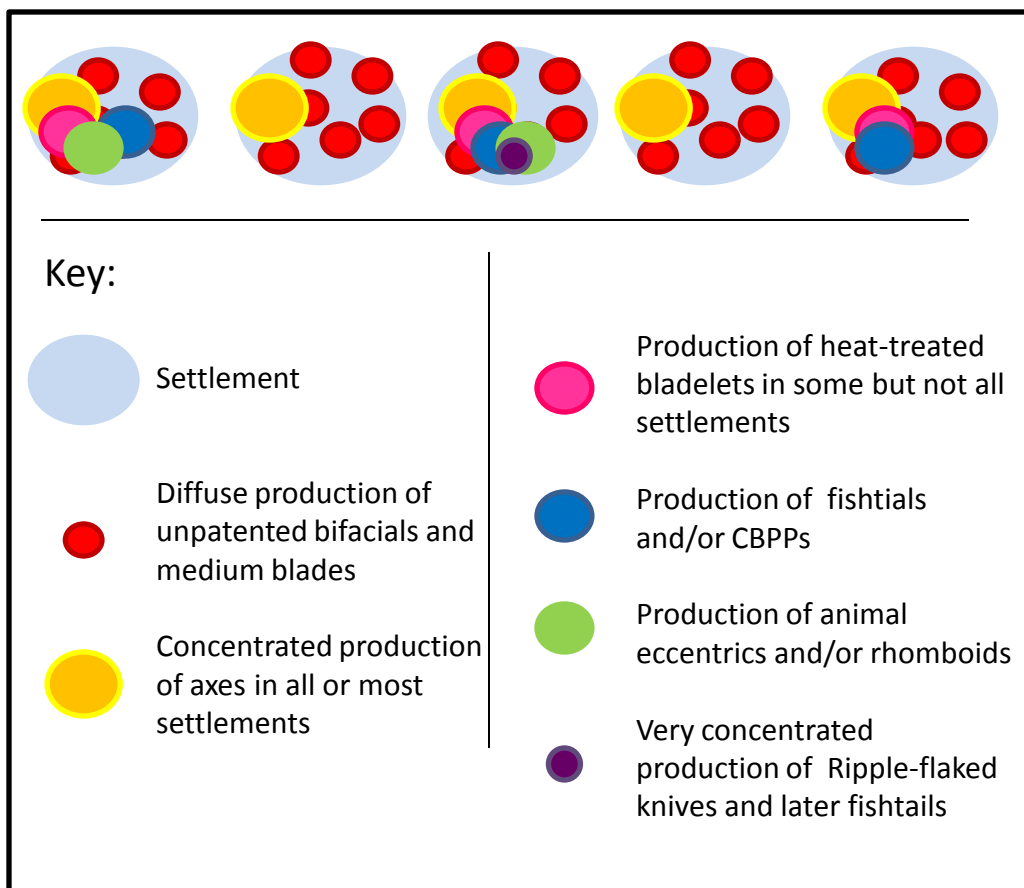 Key:
Settlement
Diffuse production of
unpatented bifacials and
medium blades
Concentrated production
of axes in all or most
settlements
Production of heat-treated
bladelets in some but not all
settlements
Production of  fishtials
and/or CBPPs
Production of animal
eccentrics and/or rhomboids
Very concentrated
production of  Ripple-flaked
knives and later fishtails